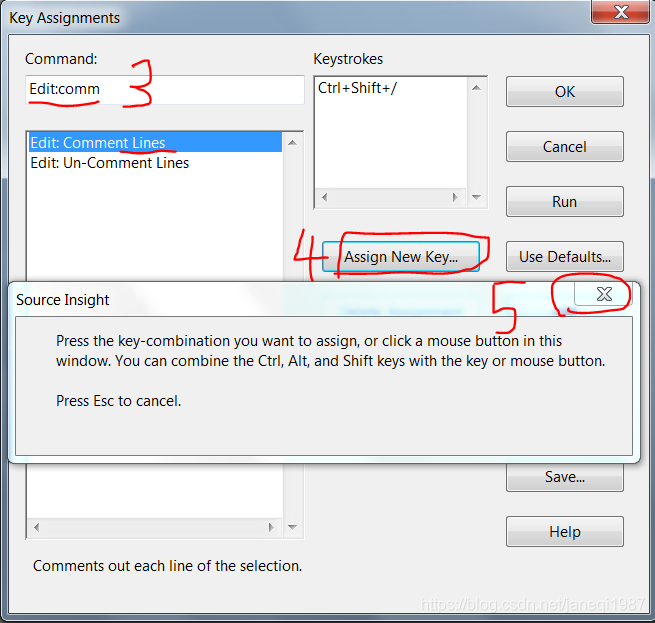 Key Assignments
Command:
Keystrokes
Edit:comm
3
Ctrl+Shift+/
OK
Edit: Comment Lines
Edit: Un-Comment Lines
Cancel
Run
4
Assign New Key...
Use Defaults...
Source Insight
5
Press the key-combination you want to assign, or click a mouse button in this
window. You can combine the Ctrl, Alt, and Shift keys with the key or mouse button.
Press Esc to cancel.
Save...
Help
Comments out each line of the selection.
https://blog.csdn.net/janeqi1987